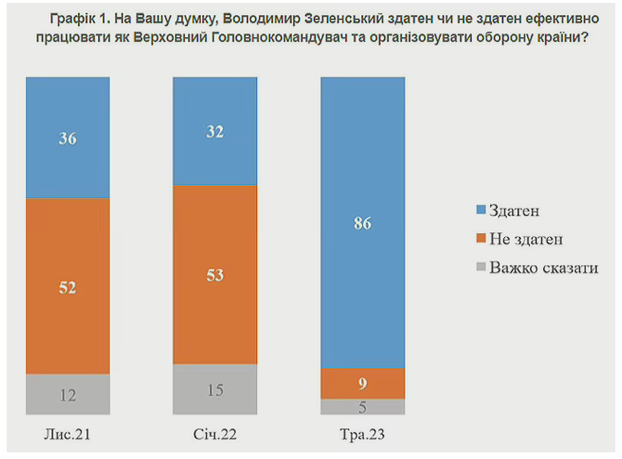 Графік 1. На Вашу думку, Володимир Зеленський здатен чи не здатен ефективно
працювати як Верховний Головнокомандувач та організовувати оборону країни?
36
32
86
52
53
9
12
15
5
Лис.21
Січ.22
Тра.23
Здатен
Не здатен
Важко сказати